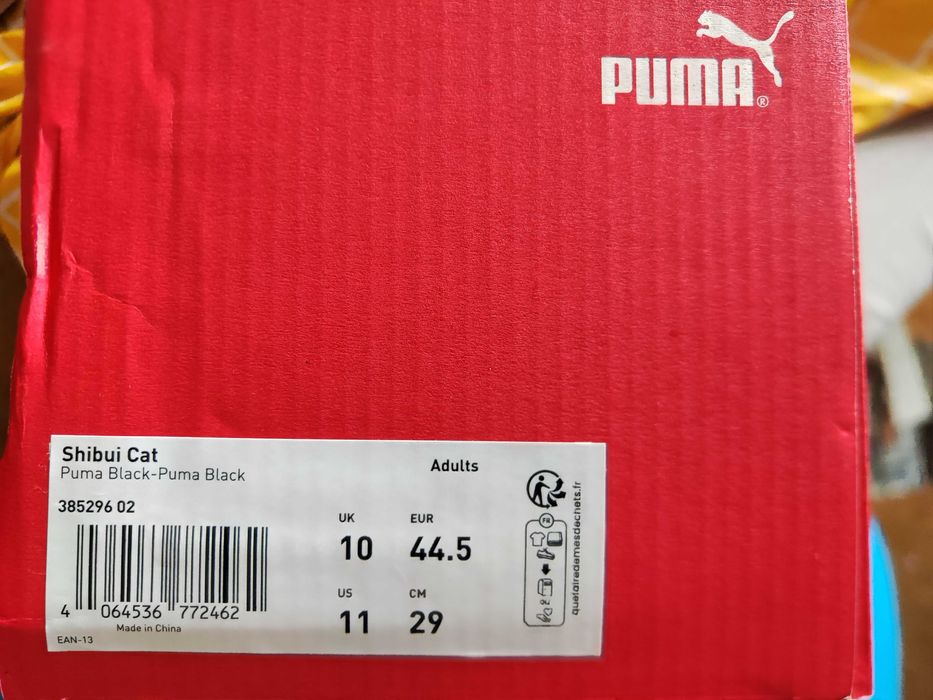 PUMA®
Shibui Cat
Puma Black-Puma Black
Adults
385296 02
UK
EUR
10
44.5
US
CM
11
29
4 064536 772462
Made in China
EAN-13
FR
quefairedemesdechets.fr